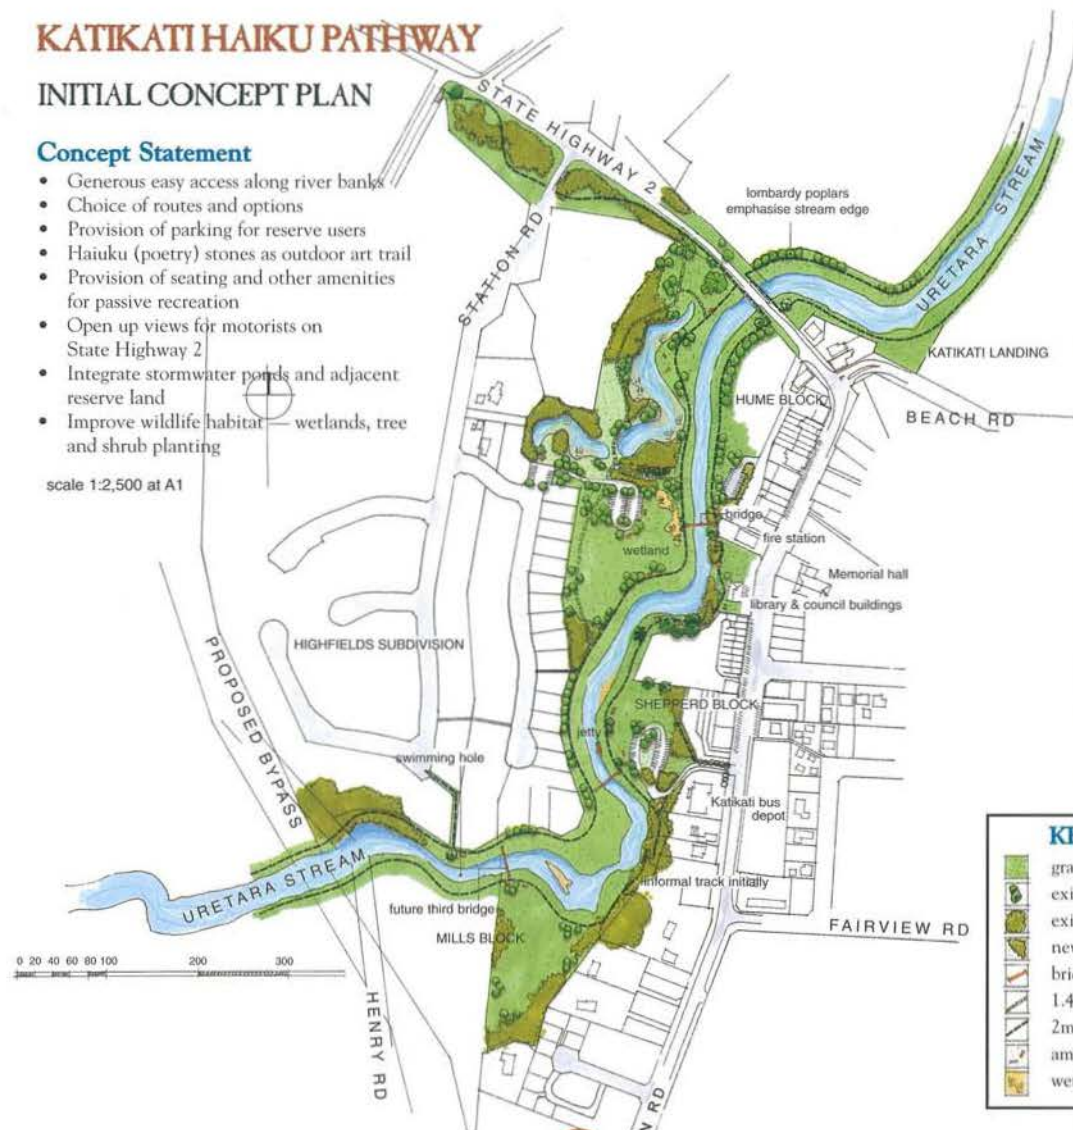 KATIKATI HAIKU PATHWAY
INITIAL CONCEPT PLAN
Concept Statement
• Generous easy access along river banks
• Choice of routes and options
• Provision of parking for reserve users
• Haiuku (poetry) stones as outdoor art trail
• Provision of seating and other amenities
for passive recreation
• Open up views for motorists on
State Highway 2
• Integrate stormwater ponds and adjacent
reserve land
• Improve wildlife habitat — wetlands, tree
and shrub planting
scale 1:2,500 at A1
STATE HIGHWAY 2
STATION RD
lombardy poplars
emphasise stream edge
URETARA STREAM
KATIKATI LANDING
HUME BLOCK
BEACH RD
bridge
fire station
wetland
Memorial hall
library & council buildings
HIGHFIELDS SUBDIVISION
PROPOSED BYPASS
SHEPPERD BLOCK
jetty
swimming hole
Katikati bus
depot
URETARA STREAM
informal track initially
future third bridge
MILLS BLOCK
FAIRVIEW RD
0 20 40 60 80 100 200 300
HENRY RD
RD
1.4
2m